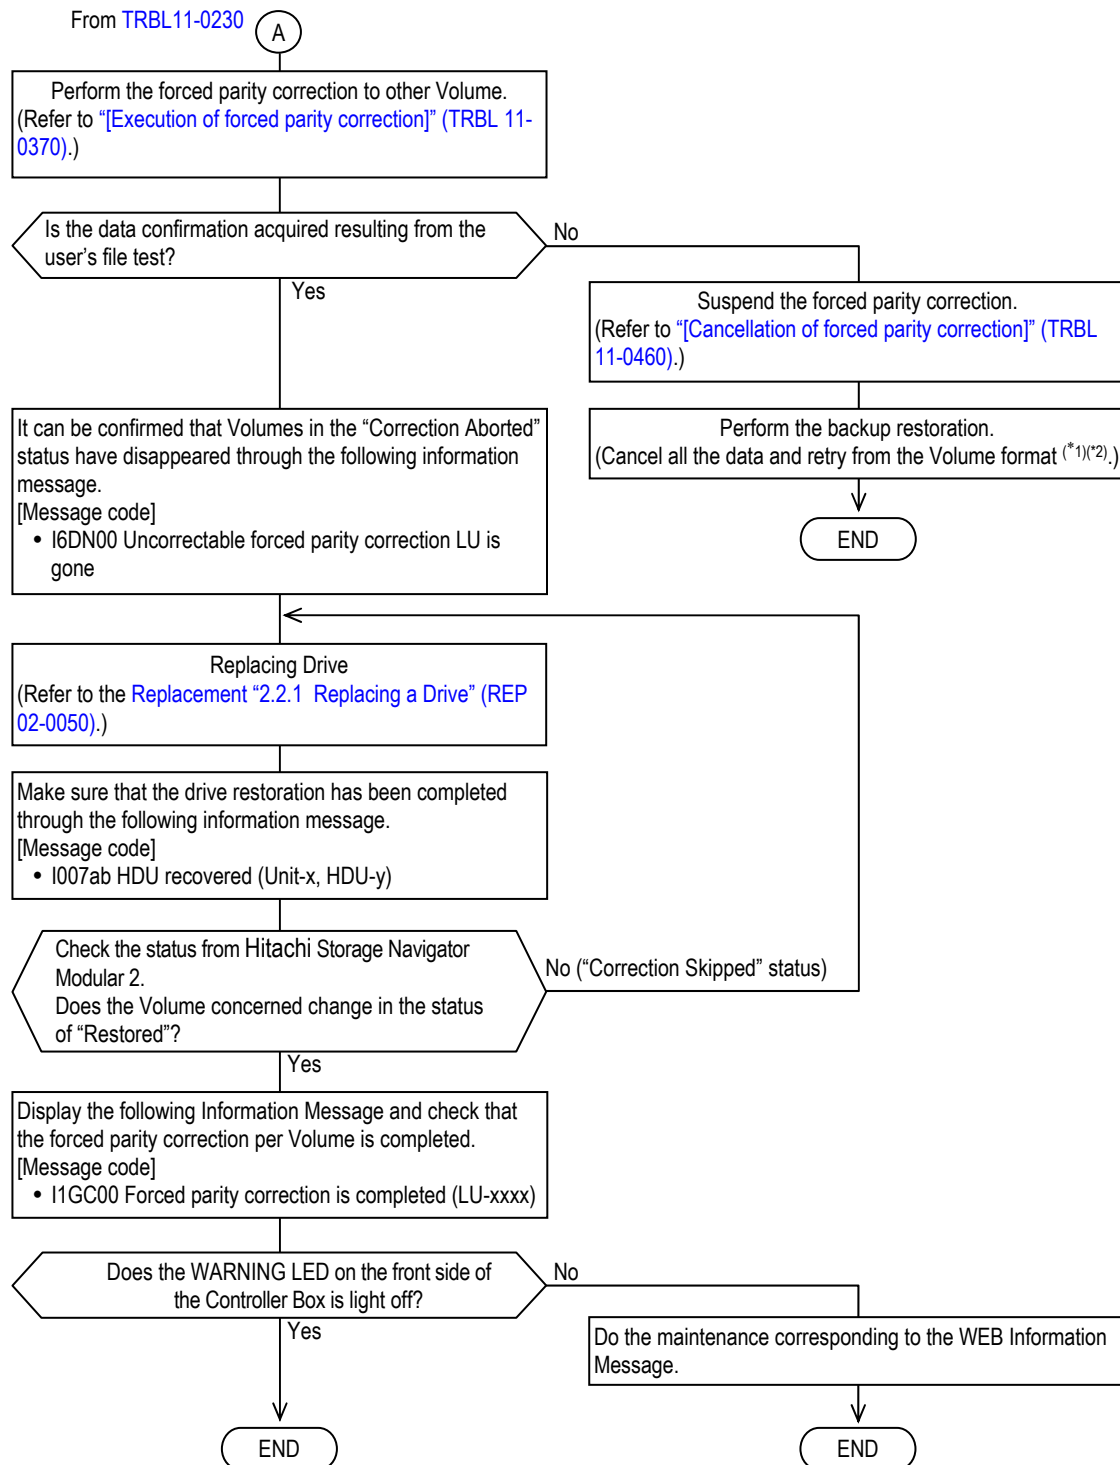 From TRBL11-0230
A
Perform the forced parity correction to other Volume.
(Refer to “[Execution of forced parity correction]” (TRBL 11-
0370).)
Is the data confirmation acquired resulting from the
user’s file test?
No
Yes
Suspend the forced parity correction.
(Refer to “[Cancellation of forced parity correction]” (TRBL
11-0460).)
Perform the backup restoration.
(Cancel all the data and retry from the Volume format (*1)(*2).)
END
It can be confirmed that Volumes in the “Correction Aborted”
status have disappeared through the following information
message.
[Message code]
• I6DN00 Uncorrectable forced parity correction LU is
gone
Replacing Drive
(Refer to the Replacement “2.2.1  Replacing a Drive” (REP
02-0050).)
Make sure that the drive restoration has been completed
through the following information message.
[Message code]
• I007ab HDU recovered (Unit-x, HDU-y)
Check the status from Hitachi Storage Navigator
Modular 2.
Does the Volume concerned change in the status
of “Restored”?
No (“Correction Skipped” status)
Yes
Display the following Information Message and check that
the forced parity correction per Volume is completed.
[Message code]
• I1GC00 Forced parity correction is completed (LU-xxxx)
Does the WARNING LED on the front side of
the Controller Box is light off?
No
Yes
Do the maintenance corresponding to the WEB Information
Message.
END
END